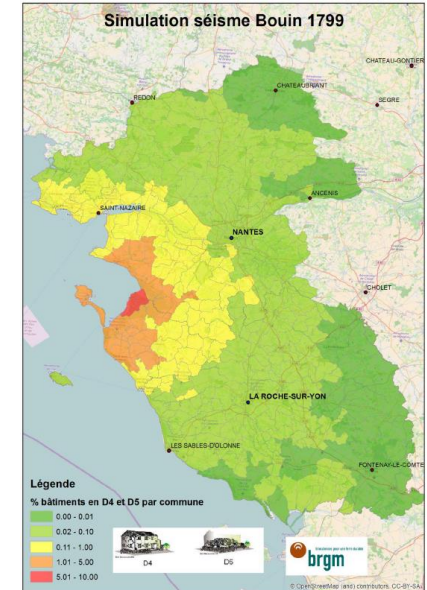 Simulation séisme Bouin 1799
CHATEAU-GONTIER
CHATEAUBRIANT
REDON
SEGRE
ANCENIS
SAINT-NAZAIRE
NANTES
CHOLET
LA ROCHE-SUR-YON
LES SABLES-D'OLONNE
FONTENAY-LE-COMTE
Légende
% bâtiments en D4 et D5 par commune
0.00 - 0.01
0.02 - 0.10
0.11 - 1.00
1.01 - 5.00
5.01 - 10.00
D4
D5
brgm
© OpenStreetMap (and) contributors, CC-BY-SA